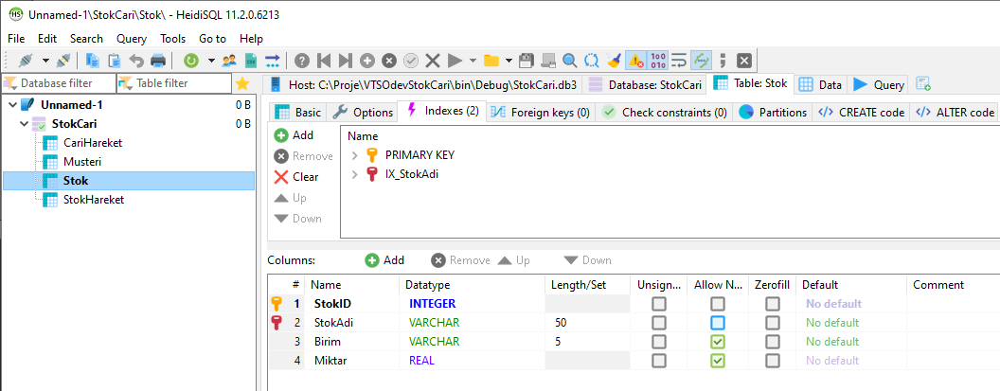 Unnamed-1\StokCari\Stok\ - HeidiSQL 11.2.0.6213
File Edit Search Query Tools Go to Help
Database filter Table filter
Host: C:\Proje\VTSOdevStokCari\bin\Debug\StokCari.db3 Database: StokCari Table: Stok Data Query
Unnamed-1 0 B
StokCari 0 B
CariHareket
Musteri
Stok
StokHareket
Basic Options Indexes (2) Foreign keys (0) Check constraints (0) Partitions CREATE code ALTER code
Add
Remove
Clear
Up
Down
Name
PRIMARY KEY
IX_StokAdi
Columns: Add Remove Up Down
# Name Datatype Length/Set Unsign... Allow N... Zerofill Default Comment
1 StokID INTEGER No default
2 StokAdi VARCHAR 50 No default
3 Birim VARCHAR 5 No default
4 Miktar REAL No default